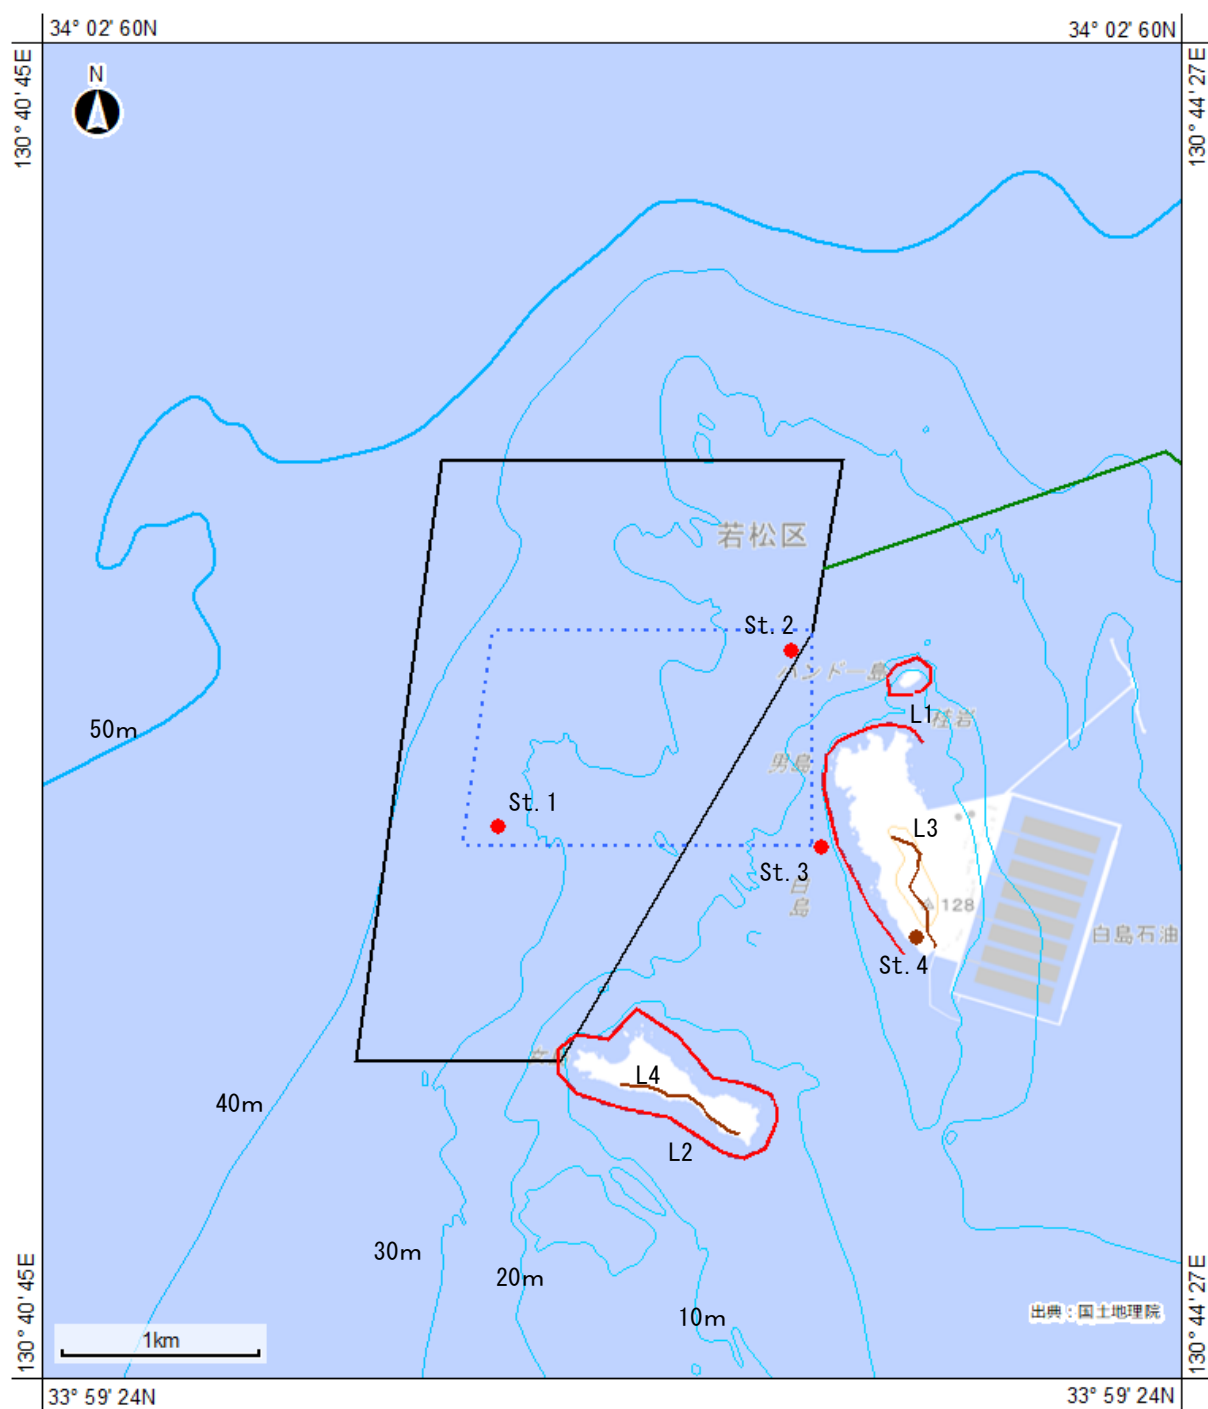 34° 02' 60N
34° 02' 60N
130° 40' 45E
130° 44' 27E
N
若松区
St. 2
ハンドー島
L1
柱岩
50m
男島
St. 1
L3
St. 3
白島
128
白島石油
St. 4
L4
40m
L2
30m
20m
10m
130° 40' 45E
130° 44' 27E
出典：国土地理院
1km
33° 59' 24N
33° 59' 24N